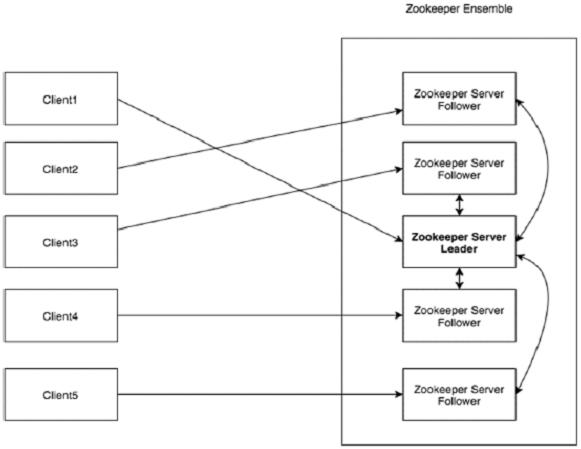 Zookeeper Ensemble
Client1
Client2
Client3
Client4
Client5
Zookeeper Server
Follower
Zookeeper Server
Follower
Zookeeper Server
Leader
Zookeeper Server
Follower
Zookeeper Server
Follower